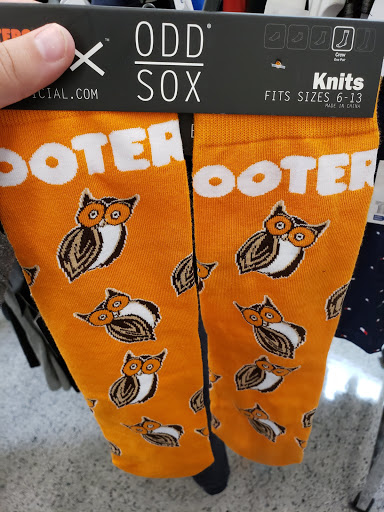 ODD
SOX
ICIAL.COM
Crew
Knits
FITS SIZES 6-13
MADE IN CHINA
OOTER
OOTER